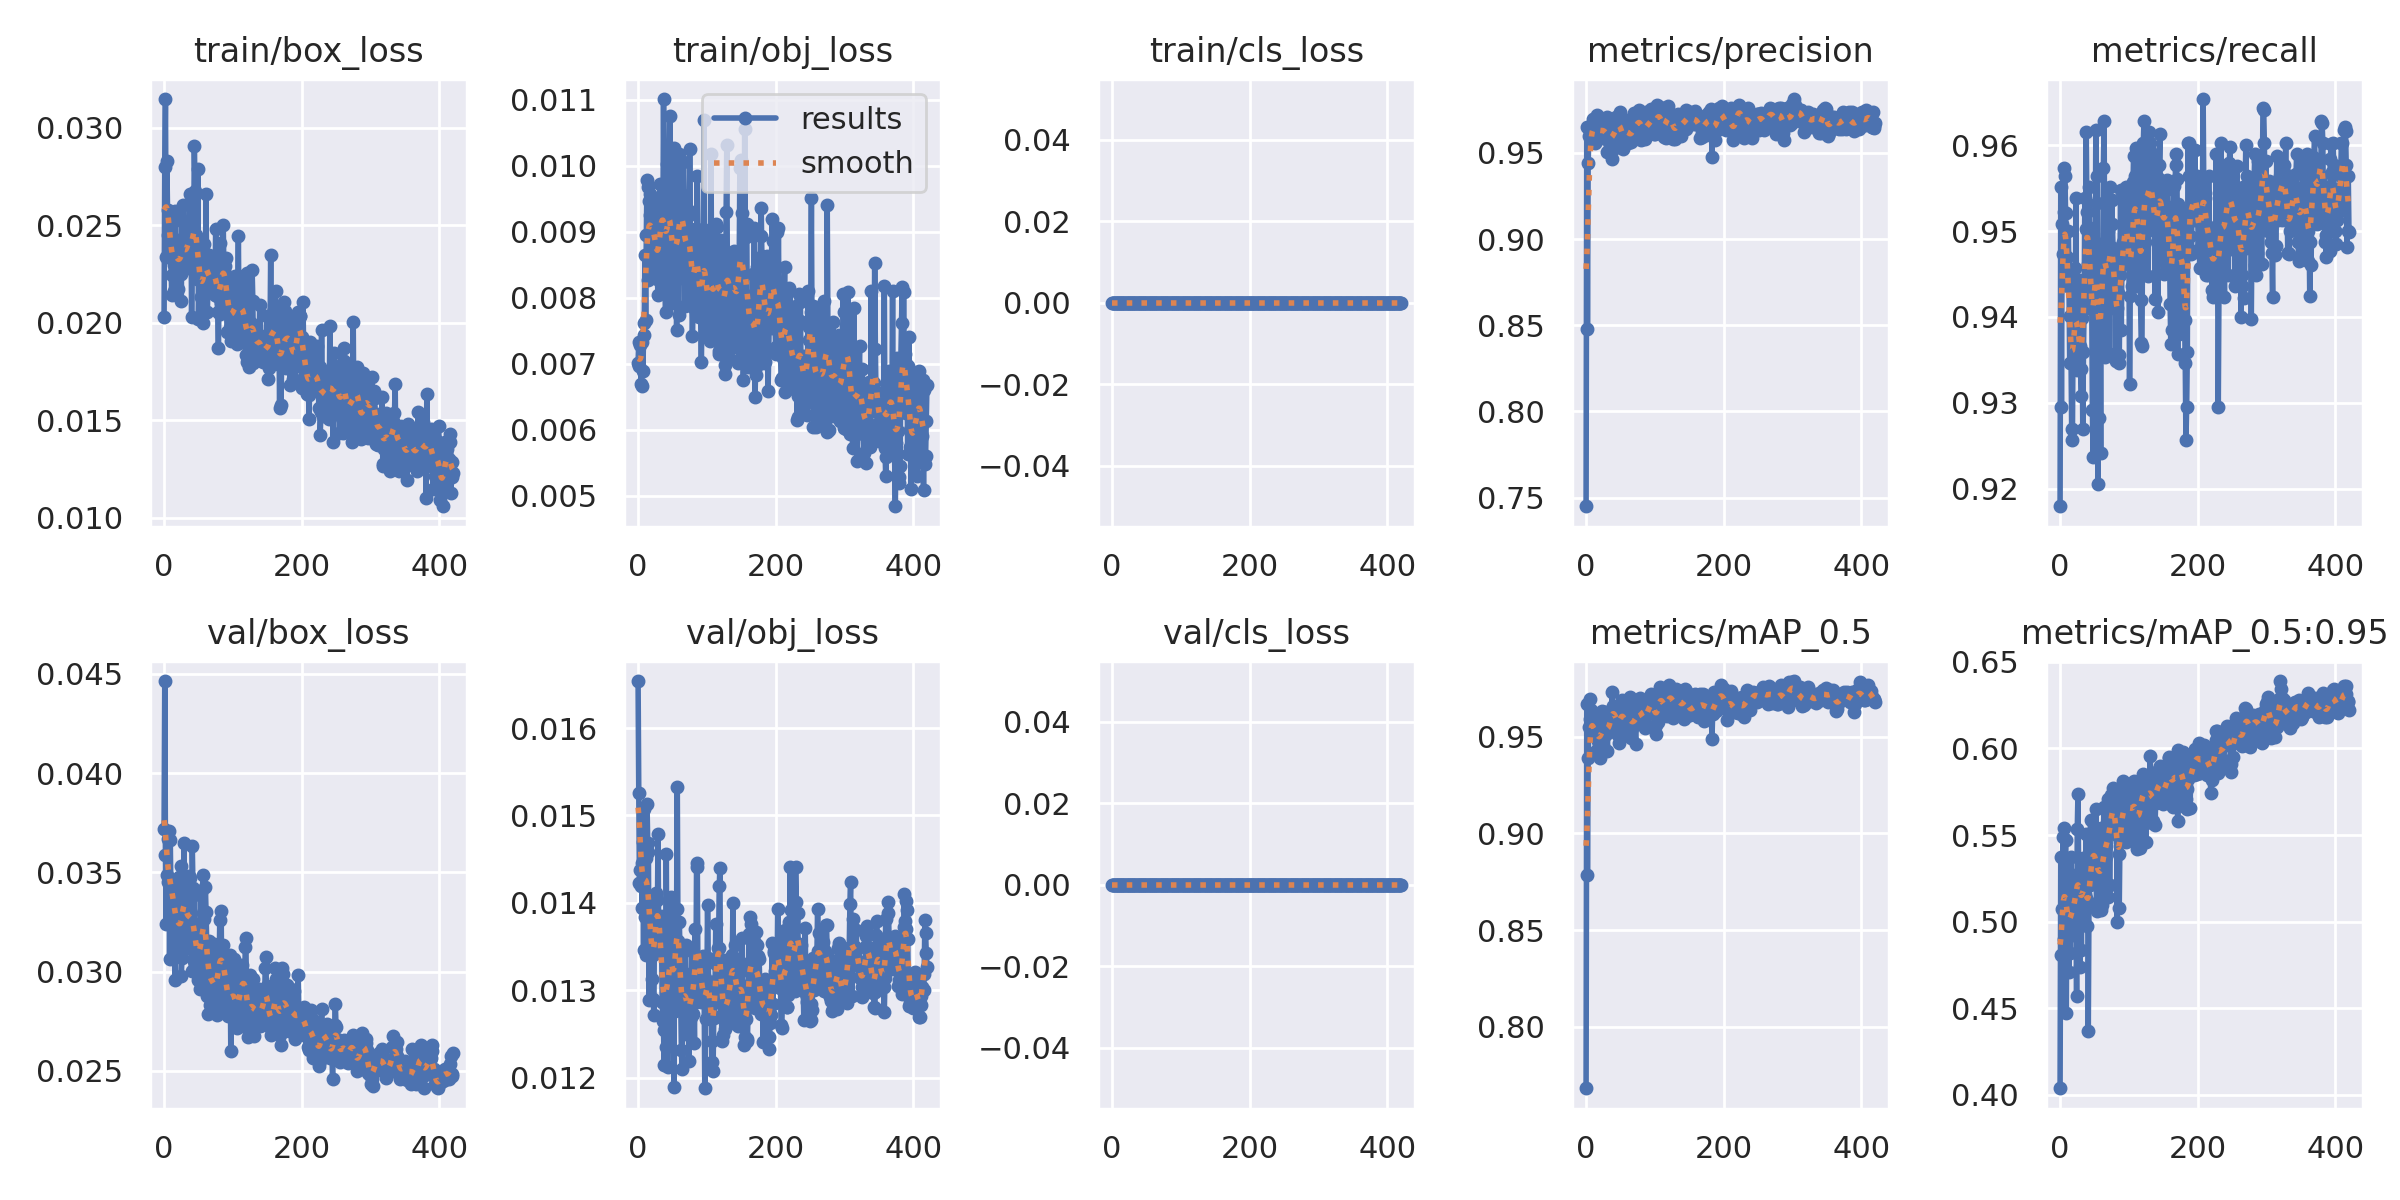 train/box_loss
0.030
0.025
0.020
0.015
0.010
0 200 400
train/obj_loss
results
smooth
0.011
0.010
0.009
0.008
0.007
0.006
0.005
0 200 400
train/cls_loss
0.04
0.02
0.00
−0.02
−0.04
0 200 400
metrics/precision
0.95
0.90
0.85
0.80
0.75
0 200 400
metrics/recall
0.96
0.95
0.94
0.93
0.92
0 200 400
val/box_loss
0.045
0.040
0.035
0.030
0.025
0 200 400
val/obj_loss
0.016
0.015
0.014
0.013
0.012
0 200 400
val/cls_loss
0.04
0.02
0.00
−0.02
−0.04
0 200 400
metrics/mAP_0.5
0.95
0.90
0.85
0.80
0 200 400
metrics/mAP_0.5:0.95
0.65
0.60
0.55
0.50
0.45
0.40
0 200 400